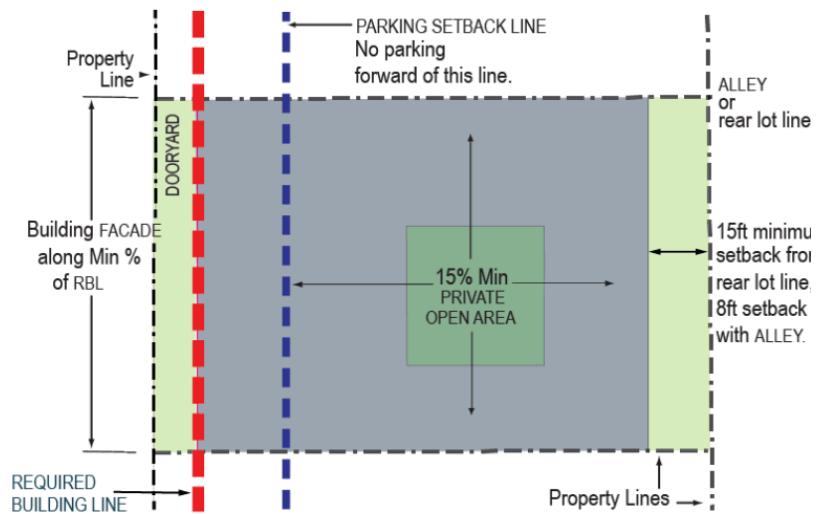 PARKING SETBACK LINE
No parking
forward of this line.
Property
Line
ALLEY
or
rear lot line
DOORYARD
Building FACADE
along Min %
of RBL
15% Min
PRIVATE
OPEN AREA
15ft minimu
setback fro
rear lot line,
8ft setback
with ALLEY.
REQUIRED
BUILDING LINE
Property Lines